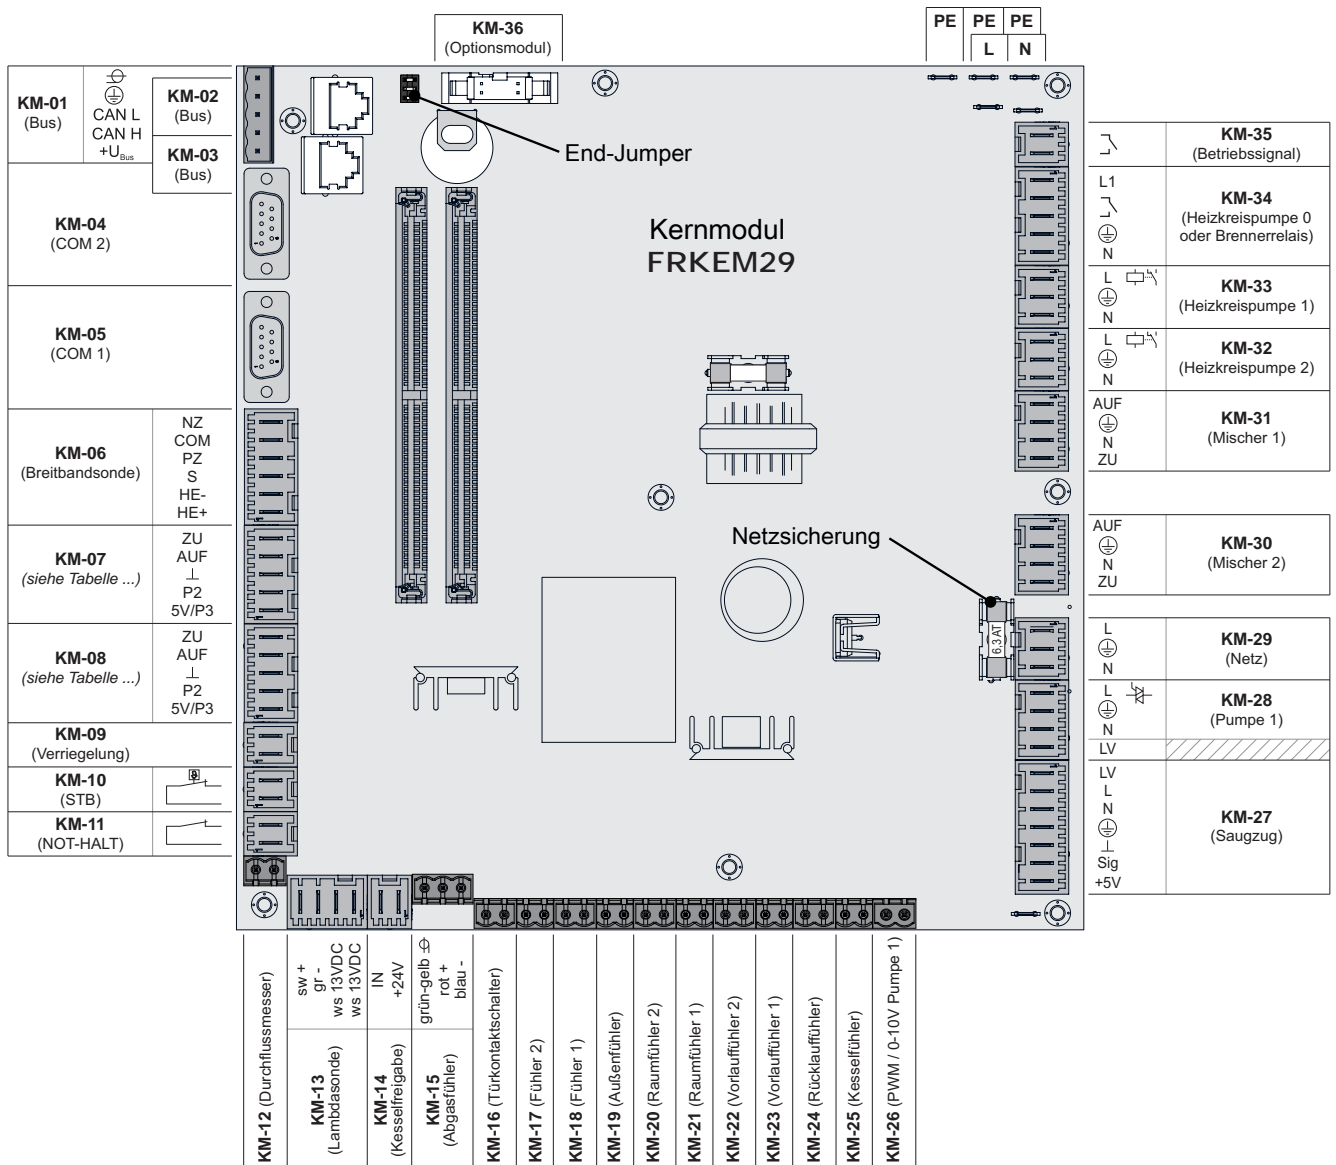 KM-36
(Optionsmodul)
PE PE PE
L N
KM-01
(Bus)
CAN L
CAN H
+U_Bus
KM-02
(Bus)
KM-03
(Bus)
KM-04
(COM 2)
KM-05
(COM 1)
KM-06
(Breitbandsonde)
NZ
COM
PZ
S
HE-
HE+
KM-07
(siehe Tabelle ...)
ZU
AUF
⊥
P2
5V/P3
KM-08
(siehe Tabelle ...)
ZU
AUF
⊥
P2
5V/P3
KM-09
(Verriegelung)
KM-10
(STB)
KM-11
(NOT-HALT)
End-Jumper
Kernmodul
FRKEM29
Netzsicherung
6,3 AT
KM-35
(Betriebssignal)
L1
N
KM-34
(Heizkreispumpe 0
oder Brennerrelais)
L
N
KM-33
(Heizkreispumpe 1)
L
N
KM-32
(Heizkreispumpe 2)
AUF
N
ZU
KM-31
(Mischer 1)
AUF
N
ZU
KM-30
(Mischer 2)
L
N
KM-29
(Netz)
L
N
KM-28
(Pumpe 1)
LV
LV
L
N
⊥
Sig
+5V
KM-27
(Saugzug)
KM-12 (Durchflussmesser)
sw +
gr -
ws 13VDC
ws 13VDC
KM-13
(Lambdasonde)
IN
+24V
KM-14
(Kesselfreigabe)
grün-gelb
rot +
blau -
KM-15
(Abgasfühler)
KM-16 (Türkontaktschalter)
KM-17 (Fühler 2)
KM-18 (Fühler 1)
KM-19 (Außenfühler)
KM-20 (Raumfühler 2)
KM-21 (Raumfühler 1)
KM-22 (Vorlauffühler 2)
KM-23 (Vorlauffühler 1)
KM-24 (Rücklauffühler)
KM-25 (Kesselfühler)
KM-26 (PWM / 0-10V Pumpe 1)